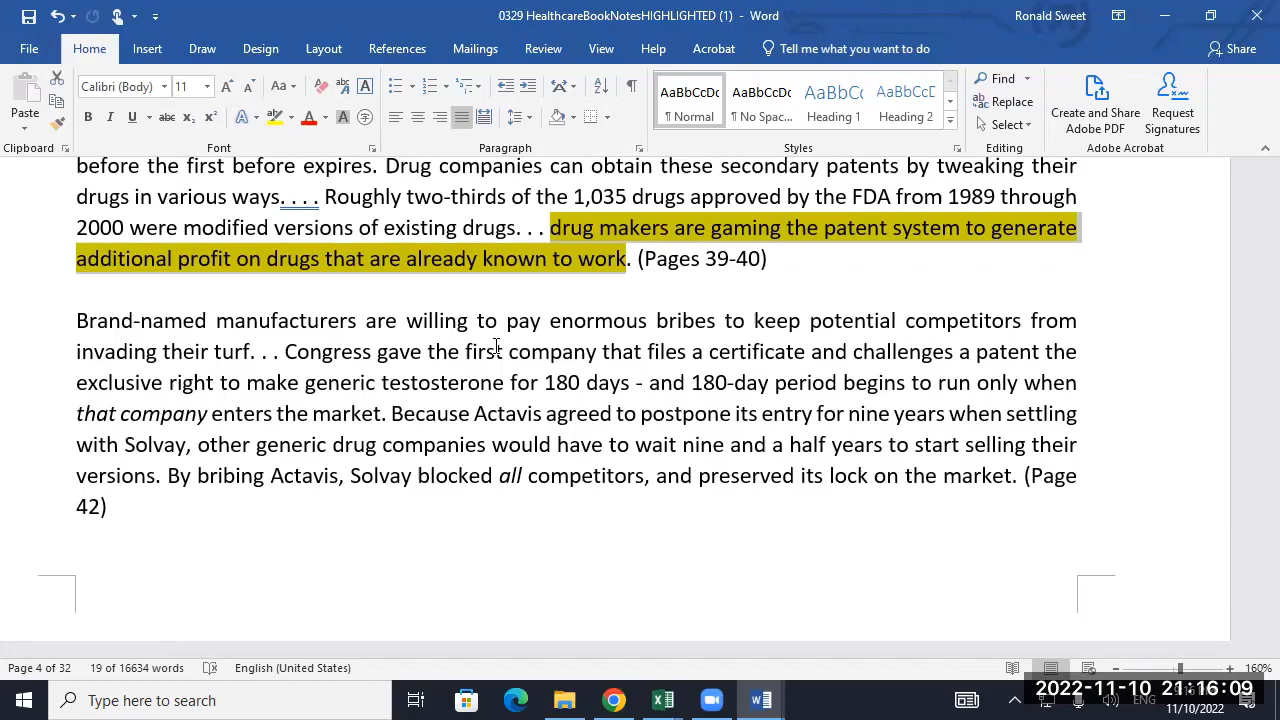 0329 HealthcareBookNotesHIGHLIGHTED (1) - Word
Ronald Sweet
File Home Insert Draw Design Layout References Mailings Review View Help Acrobat Tell me what you want to do Share
Paste
Calibri (Body) 11
Clipboard Font Paragraph Styles Editing Adobe Acrobat
AaBbCcDc AaBbCcDc AaBbCc AaBbCcE
¶ Normal ¶ No Spac... Heading 1 Heading 2
Find
Replace
Select
Create and Share Adobe PDF
Request Signatures
before the first before expires. Drug companies can obtain these secondary patents by tweaking their
drugs in various ways. . . . Roughly two-thirds of the 1,035 drugs approved by the FDA from 1989 through
2000 were modified versions of existing drugs. . . drug makers are gaming the patent system to generate
additional profit on drugs that are already known to work. (Pages 39-40)
Brand-named manufacturers are willing to pay enormous bribes to keep potential competitors from
invading their turf. . . Congress gave the first company that files a certificate and challenges a patent the
exclusive right to make generic testosterone for 180 days - and 180-day period begins to run only when
that company enters the market. Because Actavis agreed to postpone its entry for nine years when settling
with Solvay, other generic drug companies would have to wait nine and a half years to start selling their
versions. By bribing Actavis, Solvay blocked all competitors, and preserved its lock on the market. (Page
42)
Page 4 of 32 19 of 16634 words English (United States) 160%
Type here to search
2022-11-10 21:16:09
ENG
11/10/2022